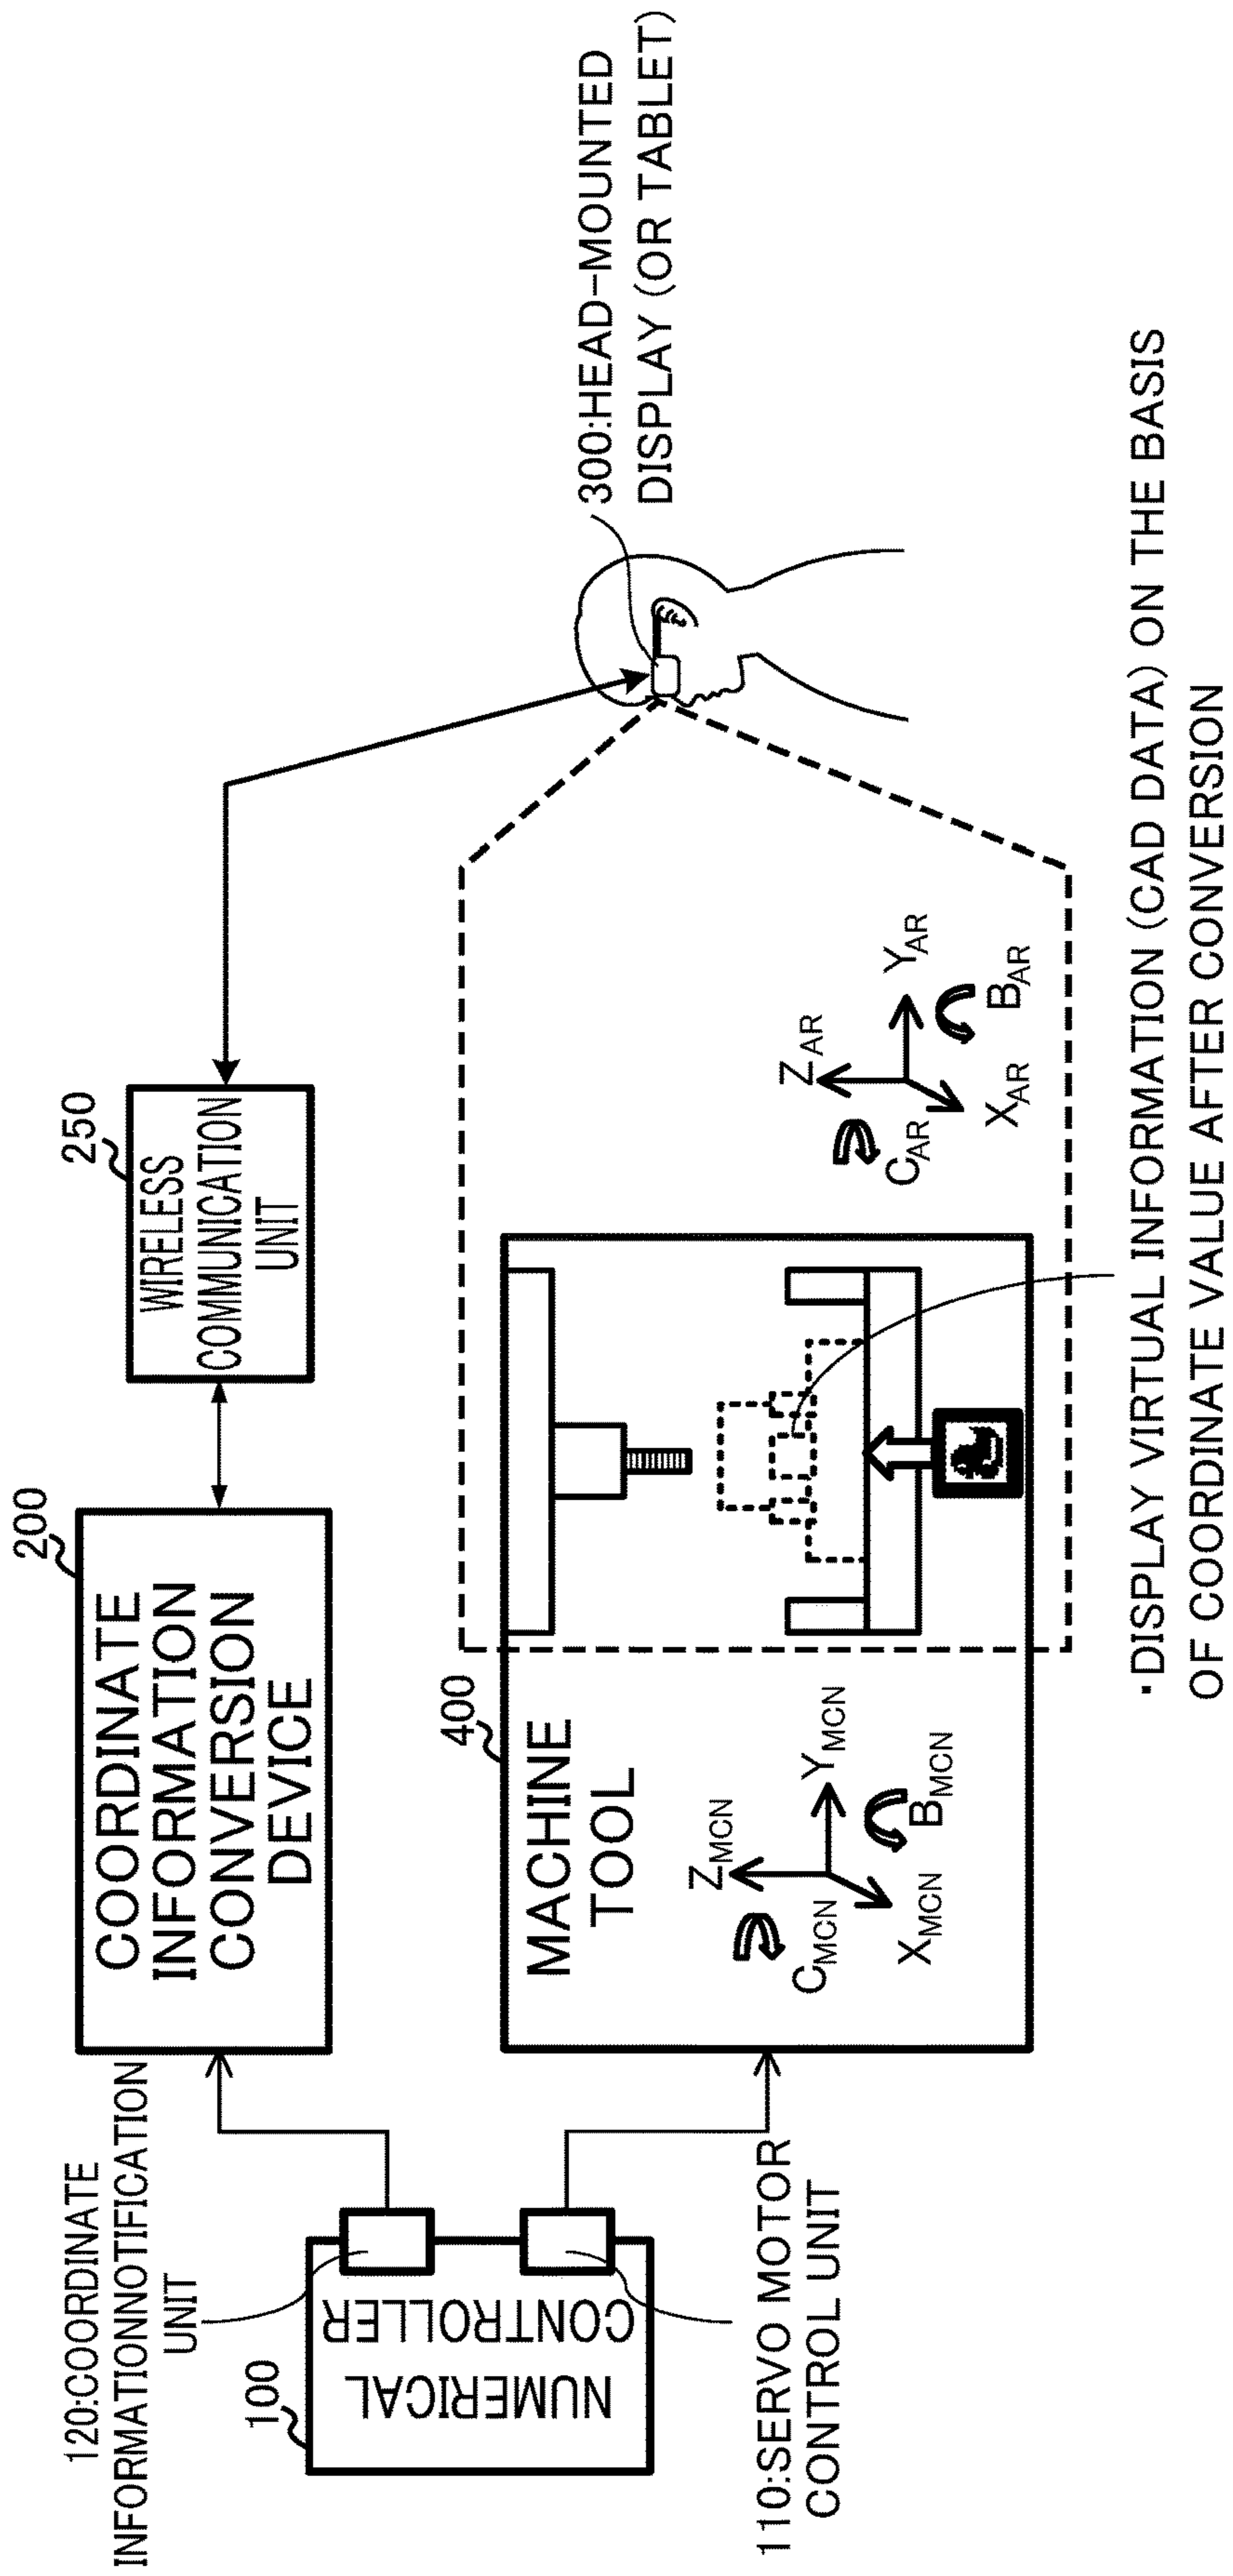 120:COORDINATE
INFORMATIONNOTIFICATION
UNIT
100
NUMERICAL
CONTROLLER
110:SERVO MOTOR
CONTROL UNIT
200
COORDINATE
INFORMATION
CONVERSION
DEVICE
250
WIRELESS
COMMUNICATION
UNIT
300:HEAD-MOUNTED
DISPLAY (OR TABLET)
400
MACHINE
TOOL
ZMCN
YMCN
CMCN
BMCN
XMCN
ZAR
YAR
CAR
BAR
XAR
・DISPLAY VIRTUAL INFORMATION (CAD DATA) ON THE BASIS
OF COORDINATE VALUE AFTER CONVERSION